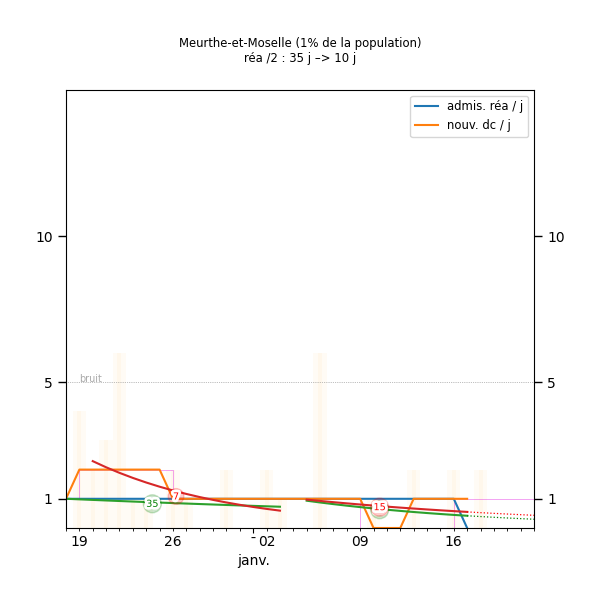 Meurthe-et-Moselle (1% de la population)
réa /2 : 35 j –> 10 j
admis. réa / j
nouv. dc / j
10
10
bruit
5
5
7
35
15
1
1
19
26
02
09
16
janv.